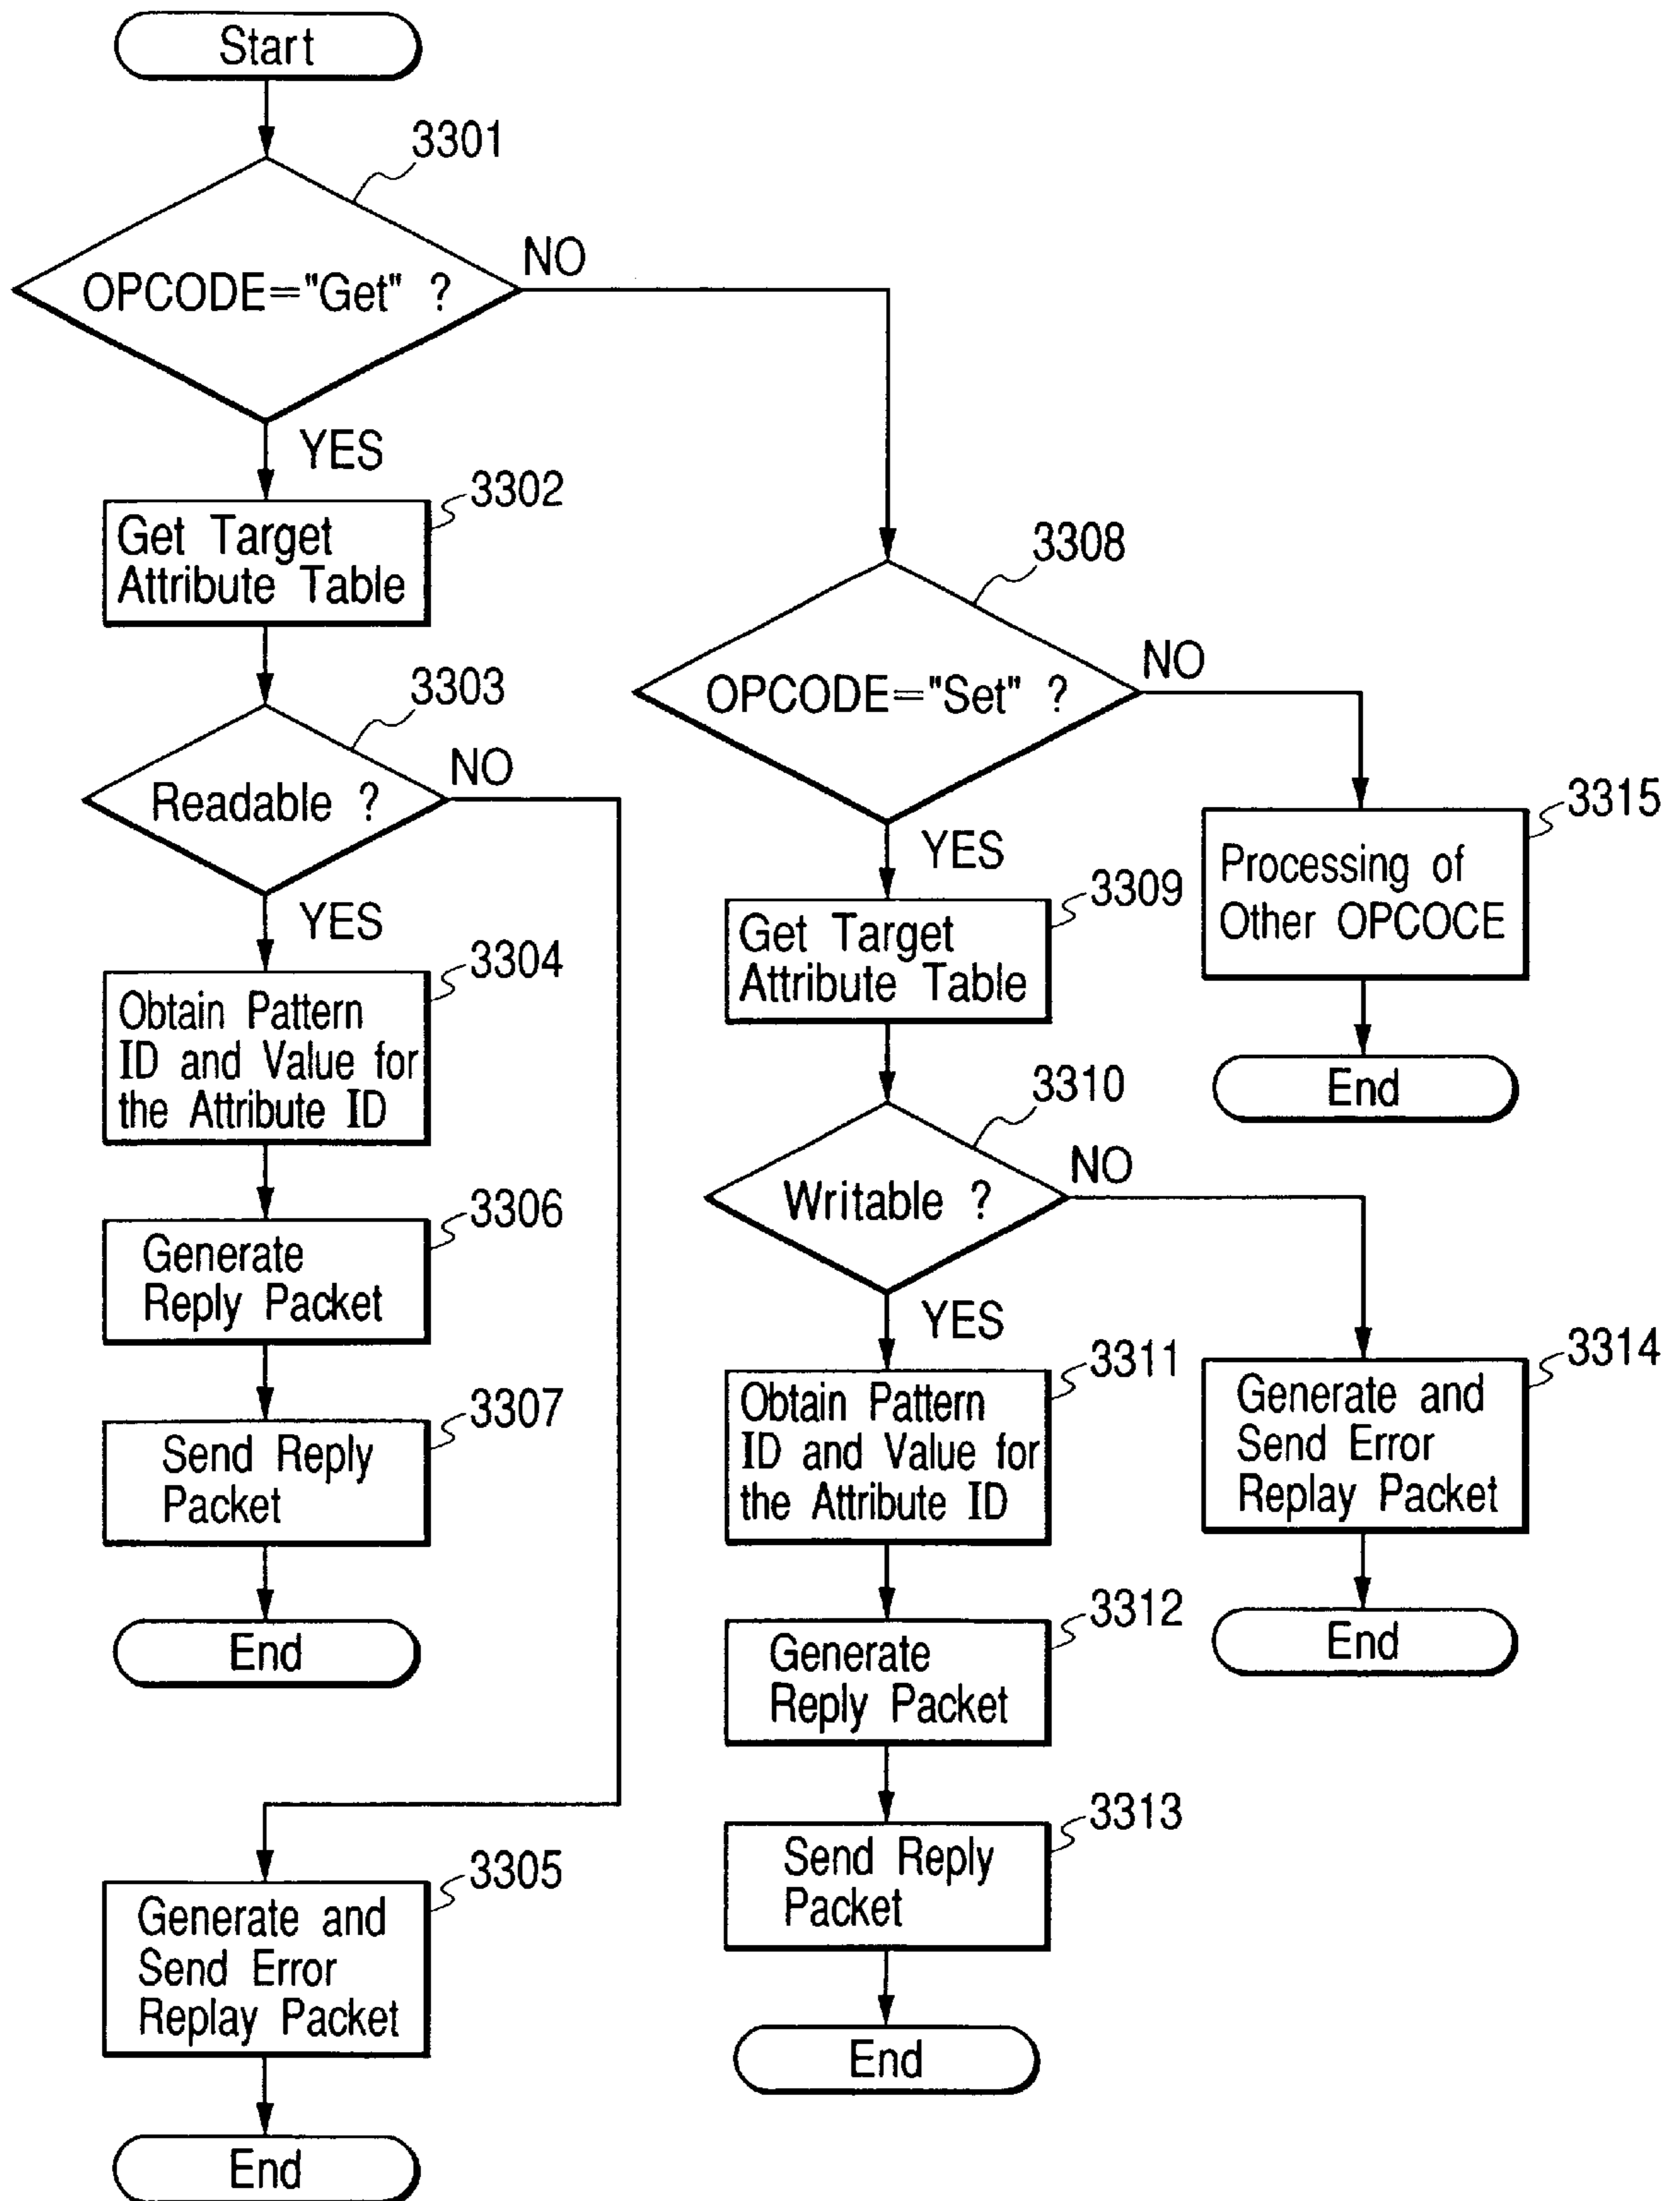 Start
3301
OPCODE="Get" ?
NO
YES
3302
Get Target
Attribute Table
3303
Readable ?
NO
YES
3304
Obtain Pattern
ID and Value for
the Attribute ID
3306
Generate
Reply Packet
3307
Send Reply
Packet
End
3305
Generate and
Send Error
Replay Packet
End
3308
OPCODE="Set" ?
NO
YES
3309
Get Target
Attribute Table
3310
Writable ?
NO
YES
3311
Obtain Pattern
ID and Value for
the Attribute ID
3312
Generate
Reply Packet
3313
Send Reply
Packet
End
3315
Processing of
Other OPCOCE
End
3314
Generate and
Send Error
Replay Packet
End